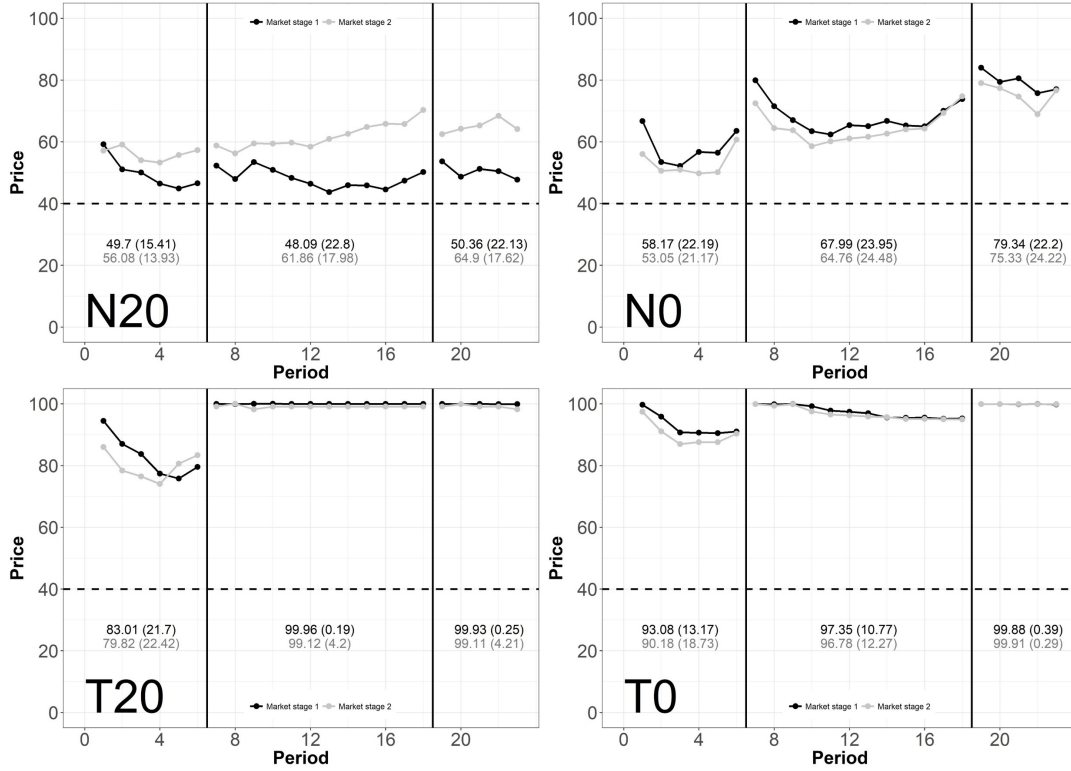 Market stage 1 Market stage 2
100
80
60
40
20
0
Price
49.7 (15.41) 48.09 (22.8) 50.36 (22.13)
56.08 (13.93) 61.86 (17.98) 64.9 (17.62)
N20
0 4 8 12 16 20
Period
Market stage 1 Market stage 2
100
80
60
40
20
0
Price
58.17 (22.19) 67.99 (23.95) 79.34 (22.2)
53.05 (21.17) 64.76 (24.48) 75.33 (24.22)
N0
0 4 8 12 16 20
Period
100
80
60
40
20
0
Price
83.01 (21.7) 99.96 (0.19) 99.93 (0.25)
79.82 (22.42) 99.12 (4.2) 99.11 (4.21)
T20
Market stage 1 Market stage 2
0 4 8 12 16 20
Period
100
80
60
40
20
0
Price
93.08 (13.17) 97.35 (10.77) 99.88 (0.39)
90.18 (18.73) 96.78 (12.27) 99.91 (0.29)
T0
Market stage 1 Market stage 2
0 4 8 12 16 20
Period